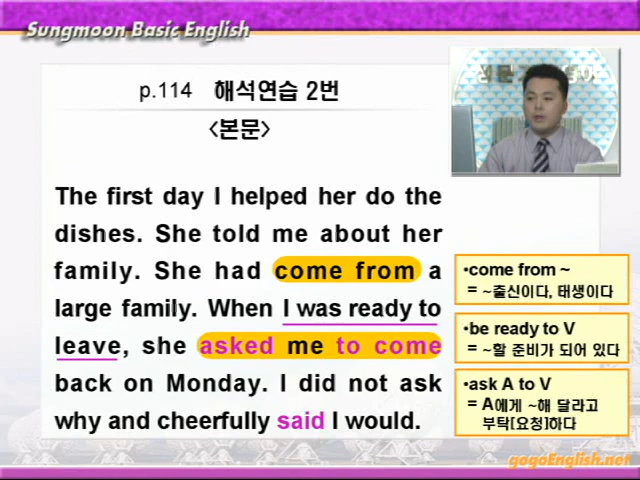 Sungmoon Basic English
p.114 해석연습 2번
<본문>
The first day I helped her do the
dishes. She told me about her
family. She had come from a
large family. When I was ready to
leave, she asked me to come
back on Monday. I did not ask
why and cheerfully said I would.
•come from ~
= ~출신이다, 태생이다
•be ready to V
= ~할 준비가 되어 있다
•ask A to V
= A에게 ~해 달라고
부탁[요청]하다
gogoEnglish.net